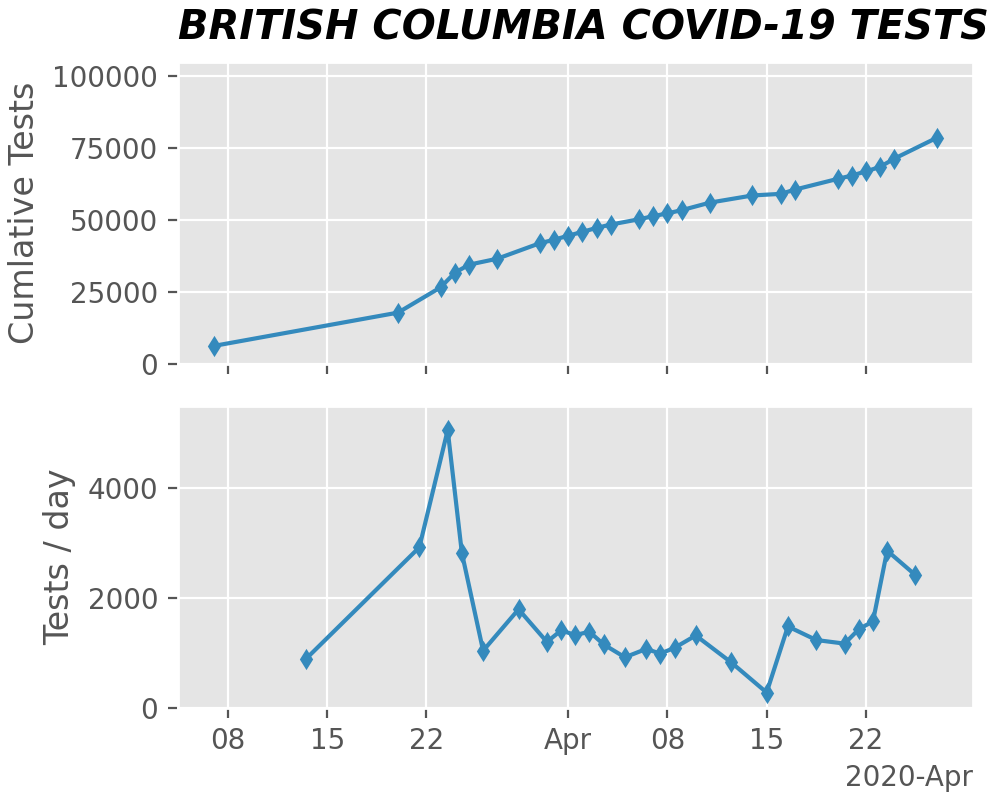 BRITISH COLUMBIA COVID-19 TESTS
Cumlative Tests
100000
75000
50000
25000
0
Tests / day
4000
2000
0
08 15 22 Apr 08 15 22
2020-Apr